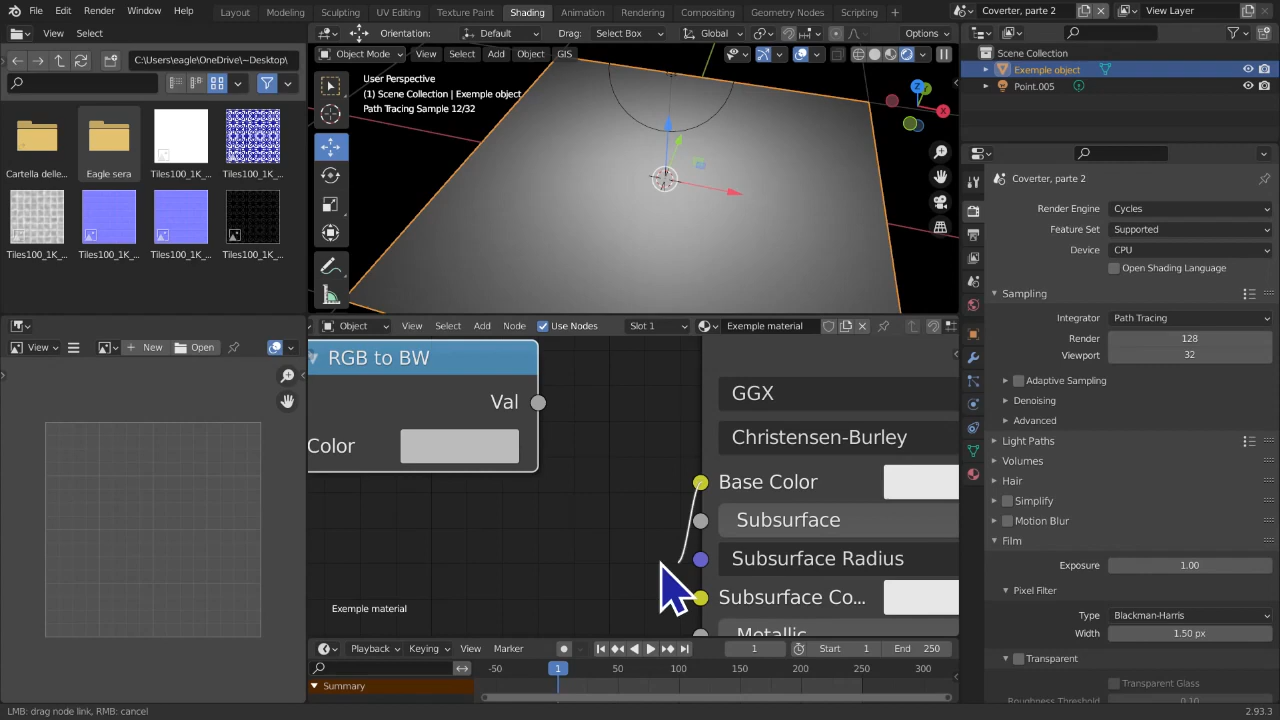 File Edit Render Window Help Layout Modeling Sculpting UV Editing Texture Paint Shading Animation Rendering Compositing Geometry Nodes Scripting + Coverter, parte 2 View Layer
View Select
C:\users\eagle\OneDrive\~Desktop\
Cartella delle... Eagle sera Tiles100_1K_... Tiles100_1K_...
Tiles100_1K_... Tiles100_1K_... Tiles100_1K_... Tiles100_1K_...
Orientation: Default Drag: Select Box Global Options
Object Mode View Select Add Object GIS
User Perspective
(1) Scene Collection | Exemple object
Path Tracing Sample 12/32
Z
X
Scene Collection
Exemple object
Point.005
Coverter, parte 2
Render Engine Cycles
Feature Set Supported
Device CPU
Open Shading Language
Sampling
Integrator Path Tracing
Render 128
Viewport 32
Adaptive Sampling
Denoising
Advanced
Light Paths
Volumes
Hair
Simplify
Motion Blur
Film
Exposure 1.00
Pixel Filter
Type Blackman-Harris
Width 1.50 px
Transparent
Transparent Glass
Roughness Threshold 0.10
View + New Open
Object View Select Add Node Use Nodes Slot 1 Exemple material
RGB to BW
Val
Color
GGX
Christensen-Burley
Base Color
Subsurface
Subsurface Radius
Subsurface Co...
Metallic
Exemple material
Playback Keying View Marker 1 Start 1 End 250
-50 1 50 100 150 200 250 300
Summary
LMB: drag node link, RMB: cancel 2.93.3